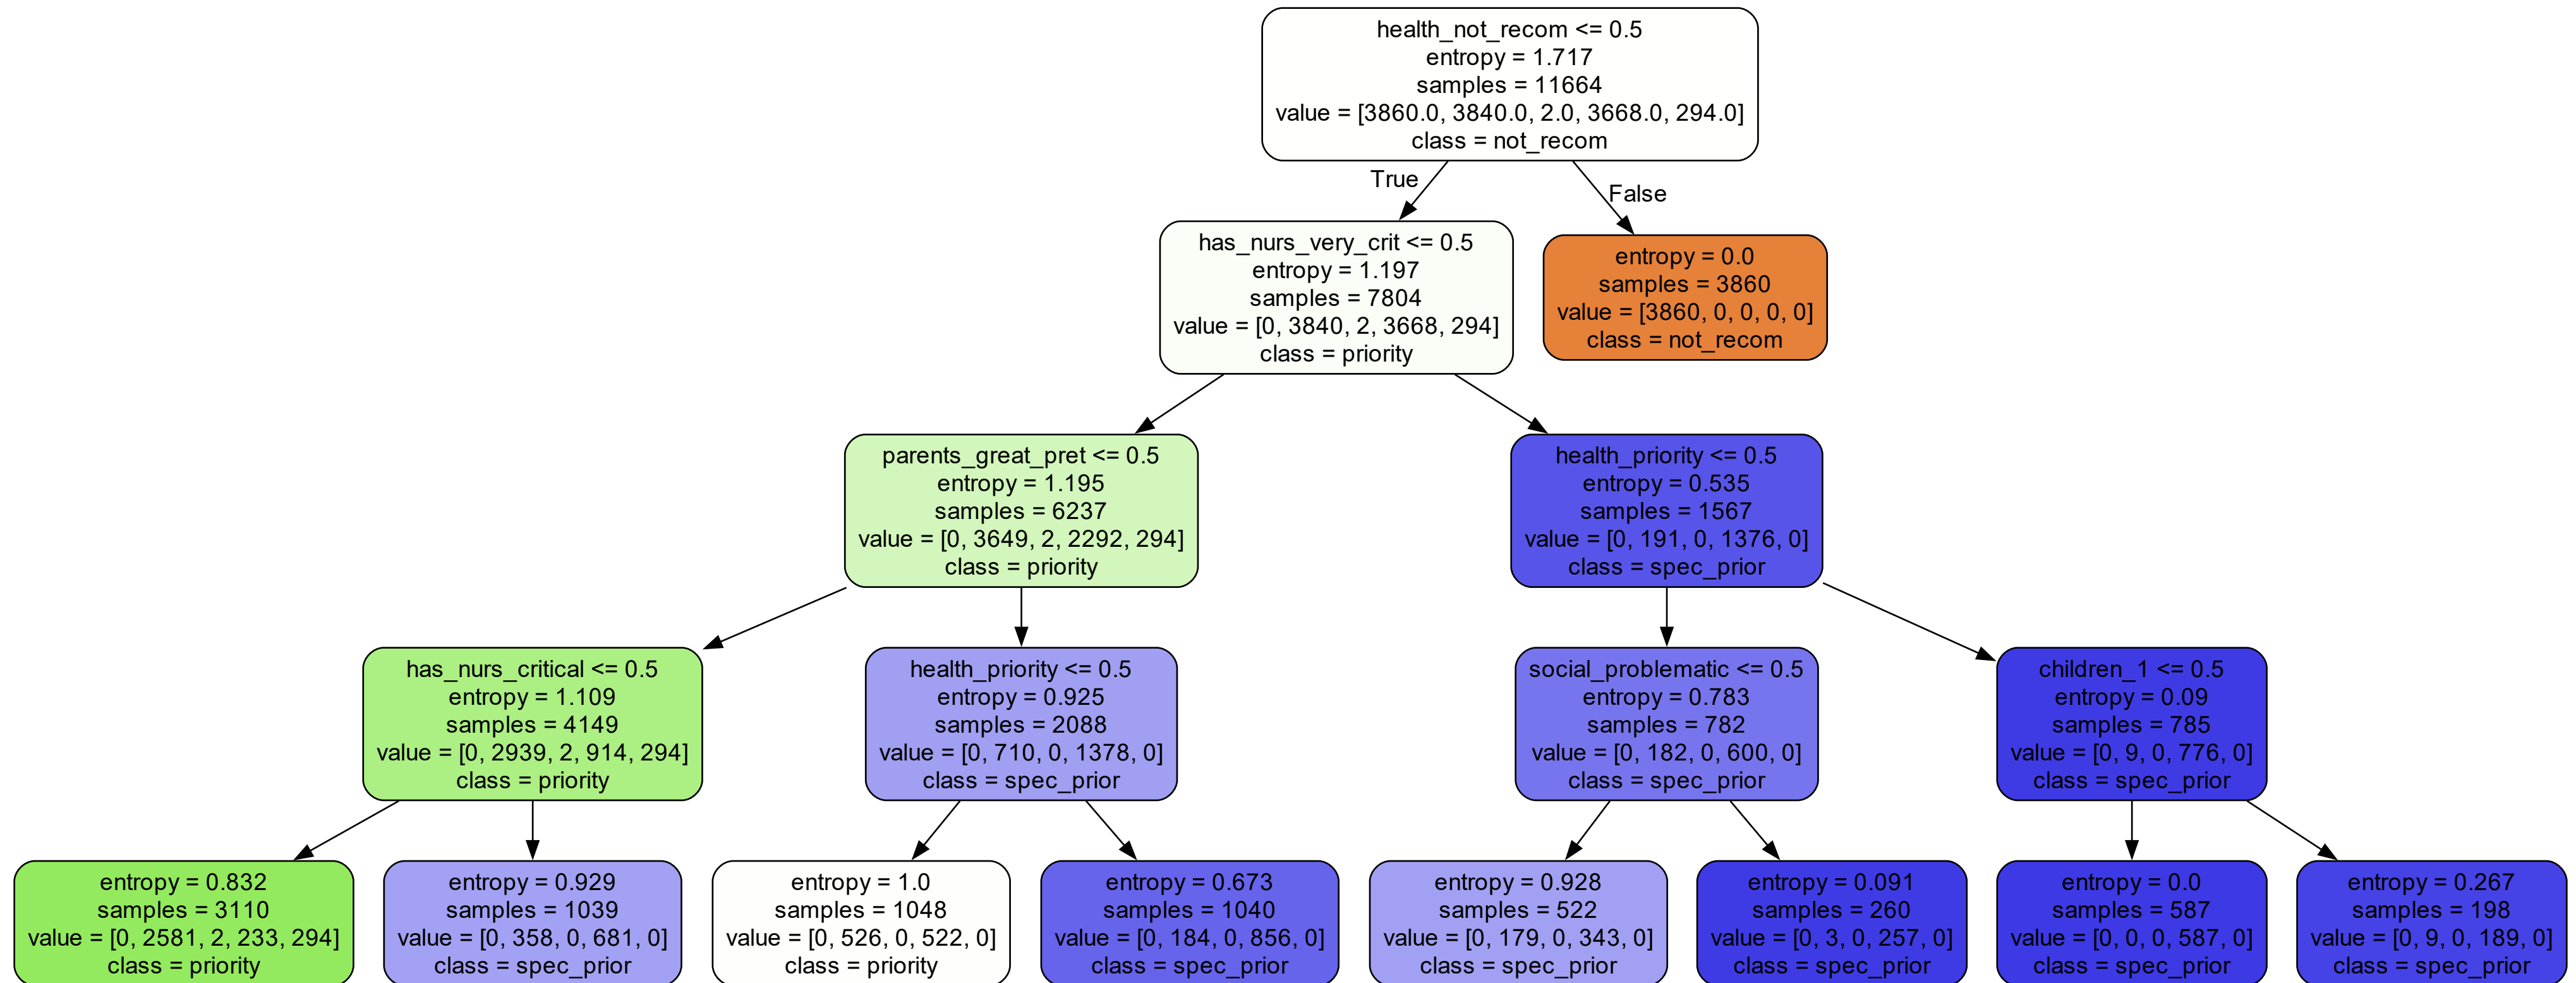 health_not_recom <= 0.5
entropy = 1.717
samples = 11664
value = [3860.0, 3840.0, 2.0, 3668.0, 294.0]
class = not_recom
True
False
has_nurs_very_crit <= 0.5
entropy = 1.197
samples = 7804
value = [0, 3840, 2, 3668, 294]
class = priority
entropy = 0.0
samples = 3860
value = [3860, 0, 0, 0, 0]
class = not_recom
parents_great_pret <= 0.5
entropy = 1.195
samples = 6237
value = [0, 3649, 2, 2292, 294]
class = priority
health_priority <= 0.5
entropy = 0.535
samples = 1567
value = [0, 191, 0, 1376, 0]
class = spec_prior
has_nurs_critical <= 0.5
entropy = 1.109
samples = 4149
value = [0, 2939, 2, 914, 294]
class = priority
health_priority <= 0.5
entropy = 0.925
samples = 2088
value = [0, 710, 0, 1378, 0]
class = spec_prior
social_problematic <= 0.5
entropy = 0.783
samples = 782
value = [0, 182, 0, 600, 0]
class = spec_prior
children_1 <= 0.5
entropy = 0.09
samples = 785
value = [0, 9, 0, 776, 0]
class = spec_prior
entropy = 0.832
samples = 3110
value = [0, 2581, 2, 233, 294]
class = priority
entropy = 0.929
samples = 1039
value = [0, 358, 0, 681, 0]
class = spec_prior
entropy = 1.0
samples = 1048
value = [0, 526, 0, 522, 0]
class = priority
entropy = 0.673
samples = 1040
value = [0, 184, 0, 856, 0]
class = spec_prior
entropy = 0.928
samples = 522
value = [0, 179, 0, 343, 0]
class = spec_prior
entropy = 0.091
samples = 260
value = [0, 3, 0, 257, 0]
class = spec_prior
entropy = 0.0
samples = 587
value = [0, 0, 0, 587, 0]
class = spec_prior
entropy = 0.267
samples = 198
value = [0, 9, 0, 189, 0]
class = spec_prior